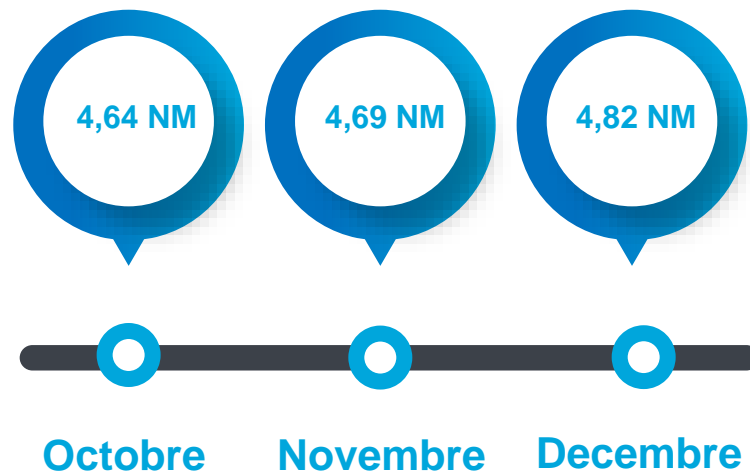 4,64 NM
4,69 NM
4,82 NM
Octobre
Novembre
Decembre